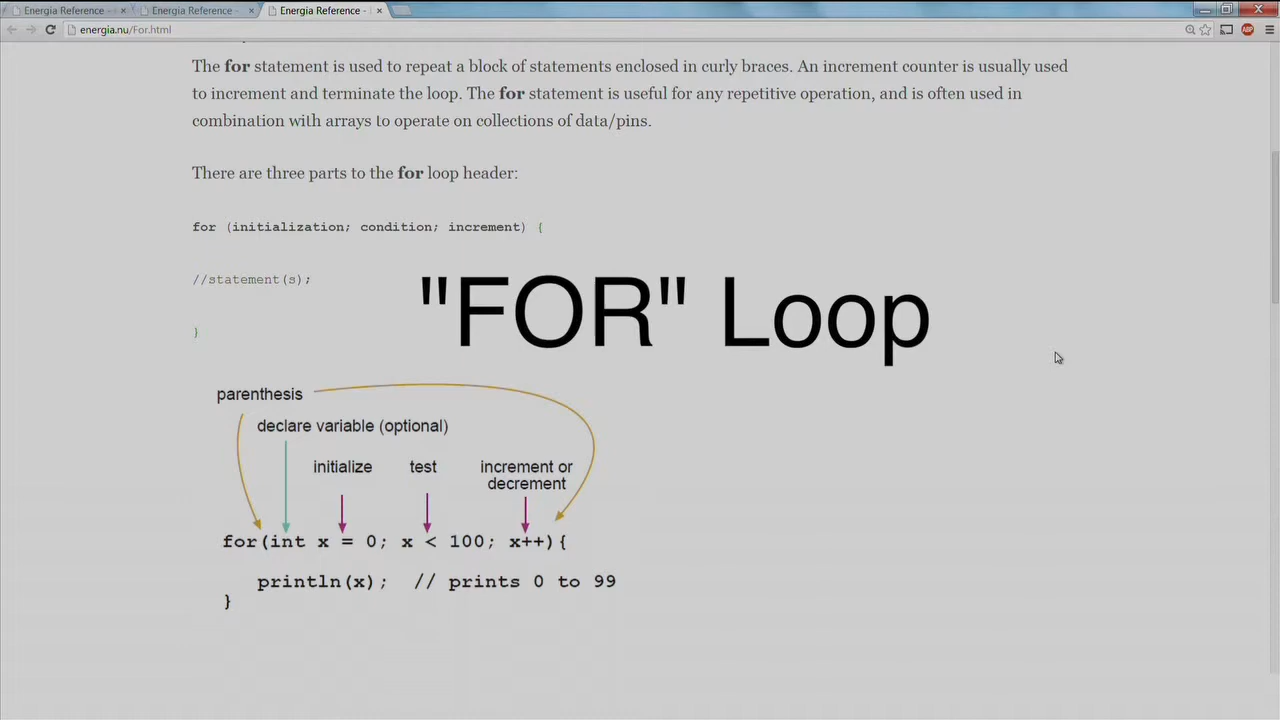 Energia Reference -
Energia Reference -
Energia Reference -
energia.nu/For.html
ABP
The for statement is used to repeat a block of statements enclosed in curly braces. An increment counter is usually used
to increment and terminate the loop. The for statement is useful for any repetitive operation, and is often used in
combination with arrays to operate on collections of data/pins.
There are three parts to the for loop header:
for (initialization; condition; increment) {
//statement(s);
"FOR" Loop
}
parenthesis
declare variable (optional)
initialize test increment or
decrement
for(int x = 0; x < 100; x++){
println(x); // prints 0 to 99
}